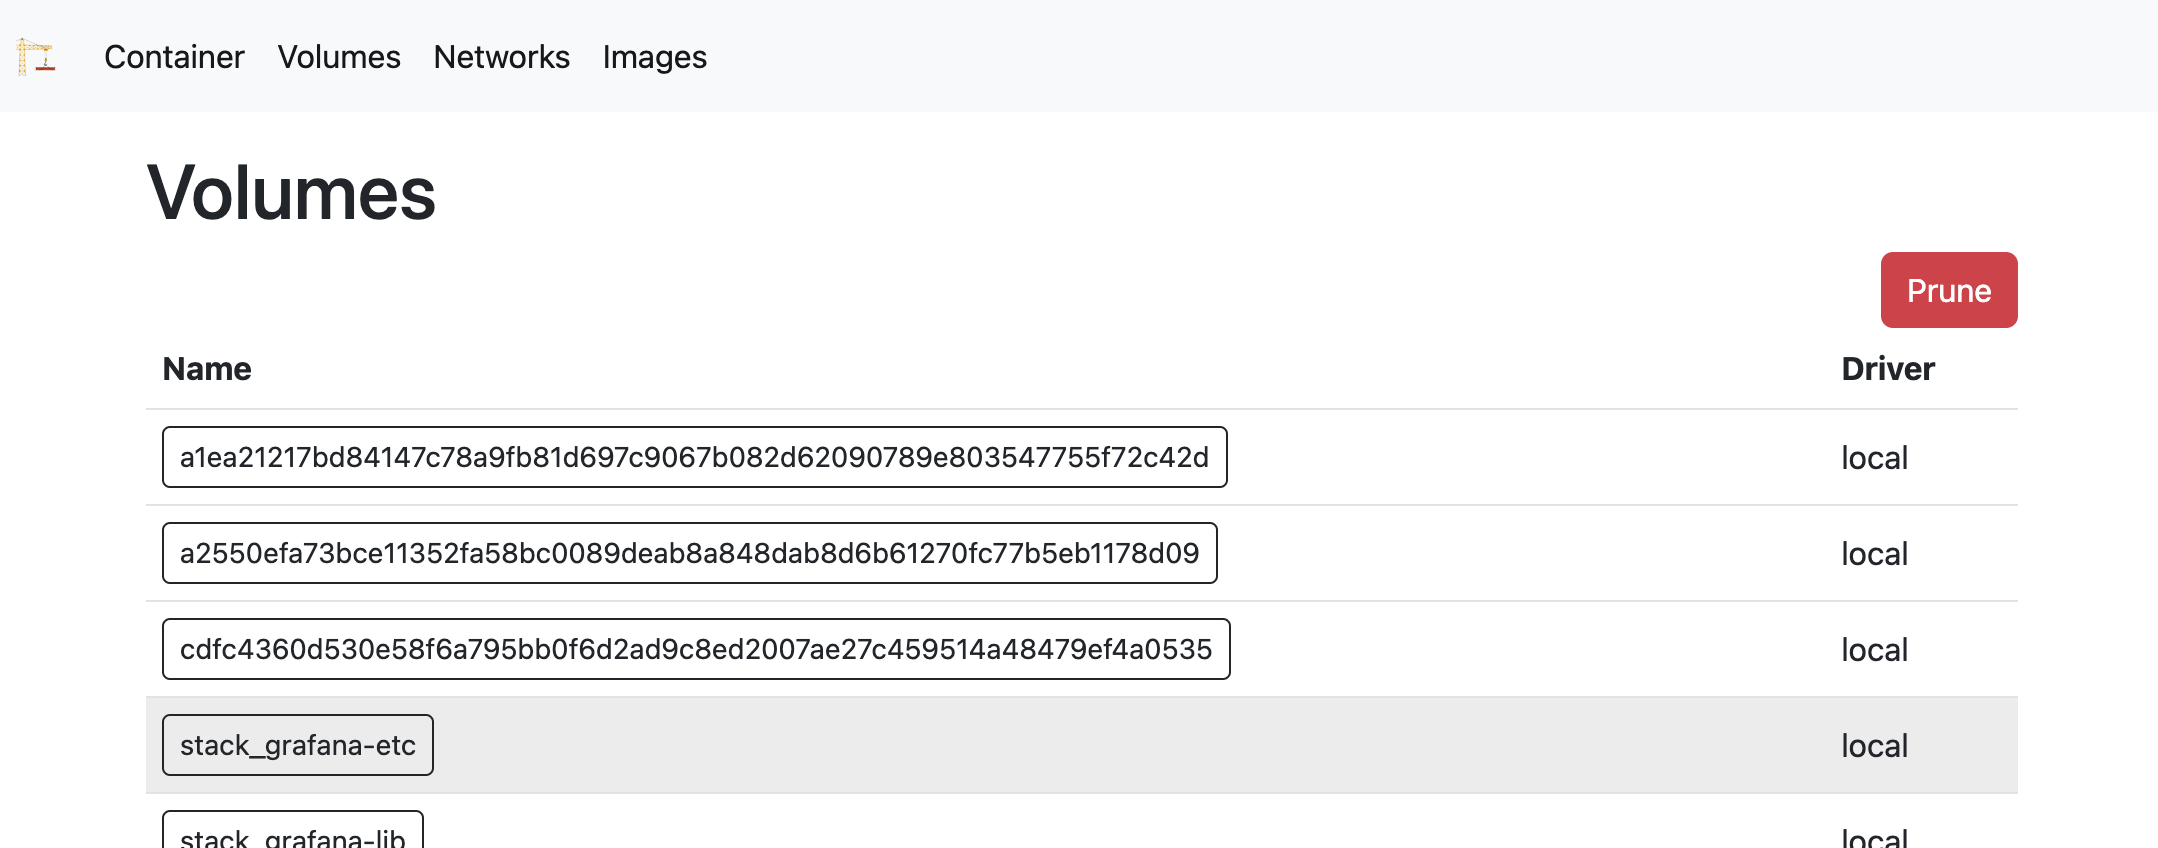 Container Volumes Networks Images
Volumes
Prune
Name Driver
a1ea21217bd84147c78a9fb81d697c9067b082d62090789e803547755f72c42d local
a2550efa73bce11352fa58bc0089deab8a848dab8d6b61270fc77b5eb1178d09 local
cdfc4360d530e58f6a795bb0f6d2ad9c8ed2007ae27c459514a48479ef4a0535 local
stack_grafana-etc local
stack_grafana-lib local